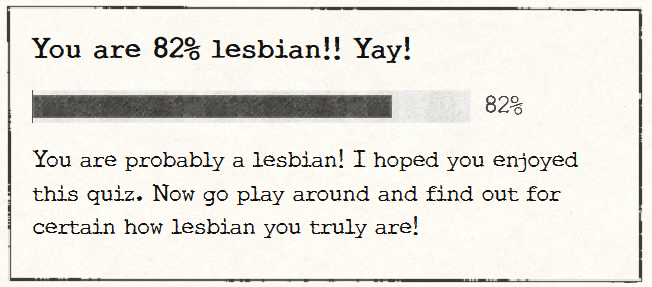 You are 82% lesbian!! Yay!
82%
You are probably a lesbian! I hoped you enjoyed
this quiz. Now go play around and find out for
certain how lesbian you truly are!